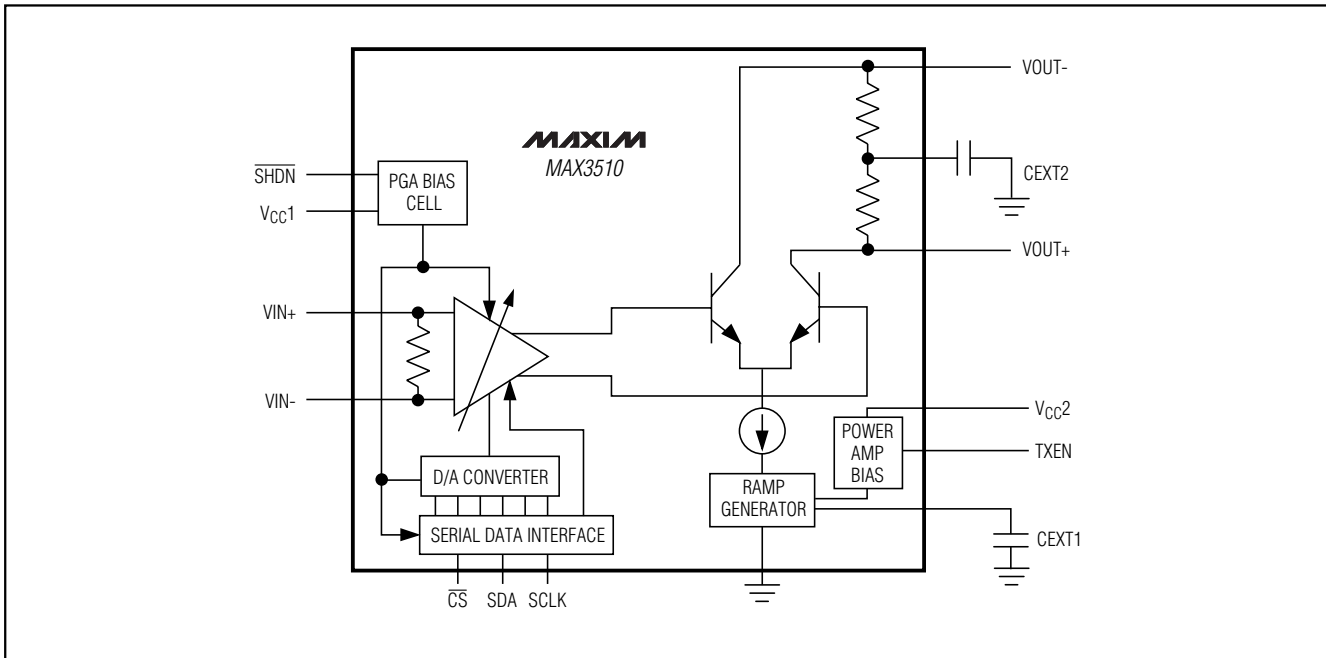 VOUT-
MAXIM
MAX3510
CEXT2
SHDN
PGA BIAS
CELL
VCC1
VOUT+
VIN+
VIN-
VCC2
POWER
AMP
BIAS
TXEN
D/A CONVERTER
RAMP
GENERATOR
SERIAL DATA INTERFACE
CEXT1
CS SDA SCLK